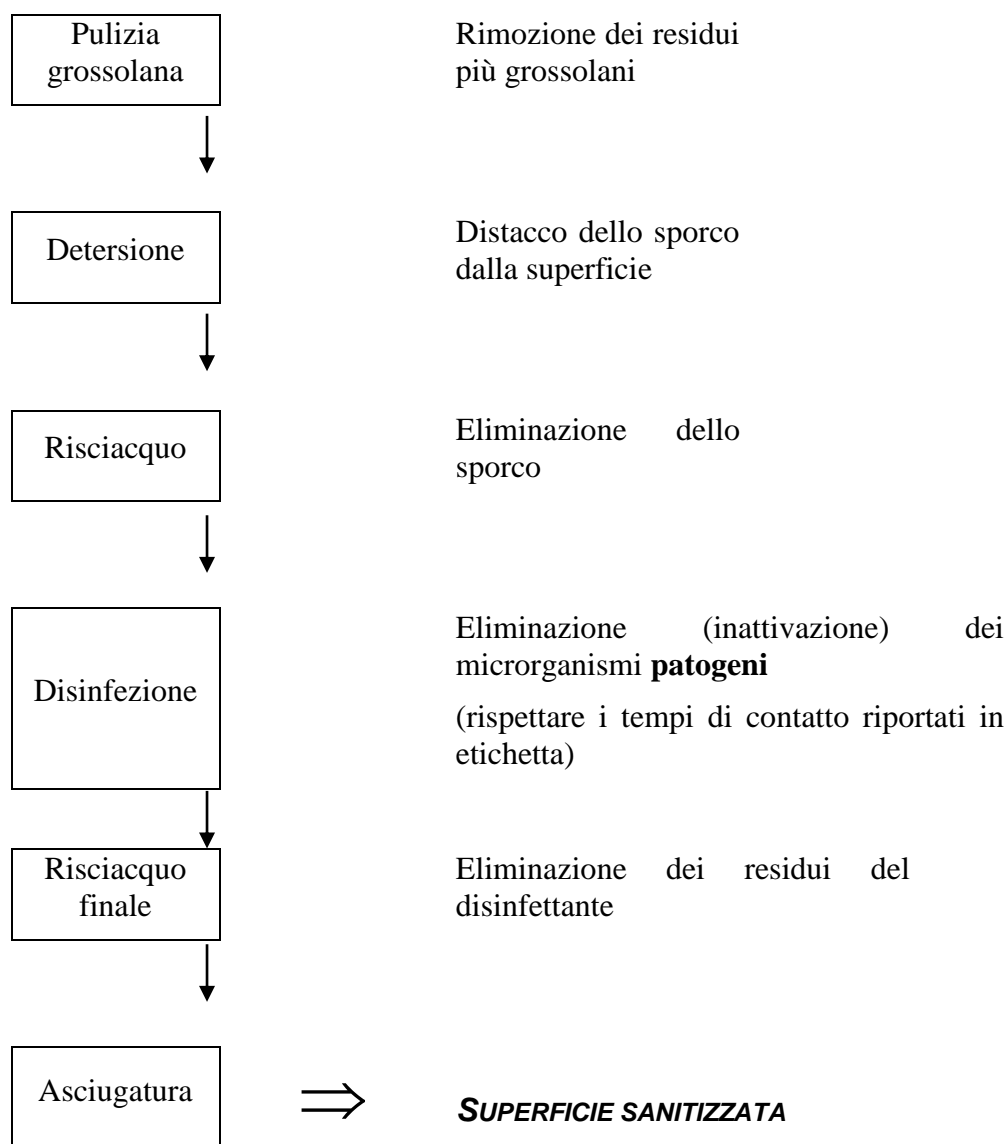 Pulizia
grossolana
Rimozione dei residui
più grossolani
Detersione
Distacco dello sporco
dalla superficie
Risciacquo
Eliminazione dello
sporco
Disinfezione
Eliminazione (inattivazione) dei
microrganismi patogeni
(rispettare i tempi di contatto riportati in
etichetta)
Risciacquo
finale
Eliminazione dei residui del
disinfettante
Asciugatura
⇒
SUPERFICIE SANITIZZATA